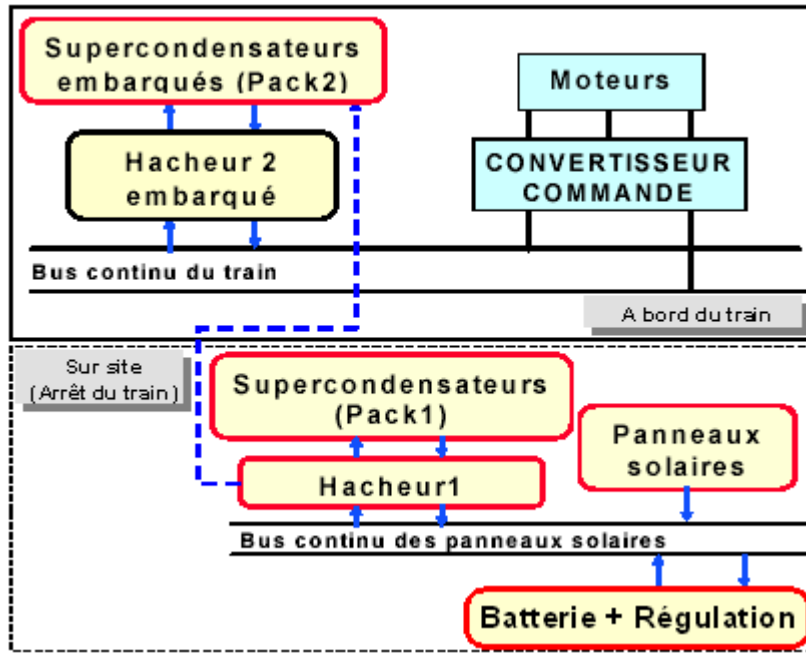 Supercondensateurs
embarqués (Pack2)
Moteurs
Hacheur 2
embarqué
CONVERTISSEUR
COMMANDE
Bus continu du train
A bord du train
Sur site
(Arrêt du train)
Supercondensateurs
(Pack1)
Panneaux
solaires
Hacheur1
Bus continu des panneaux solaires
Batterie + Régulation